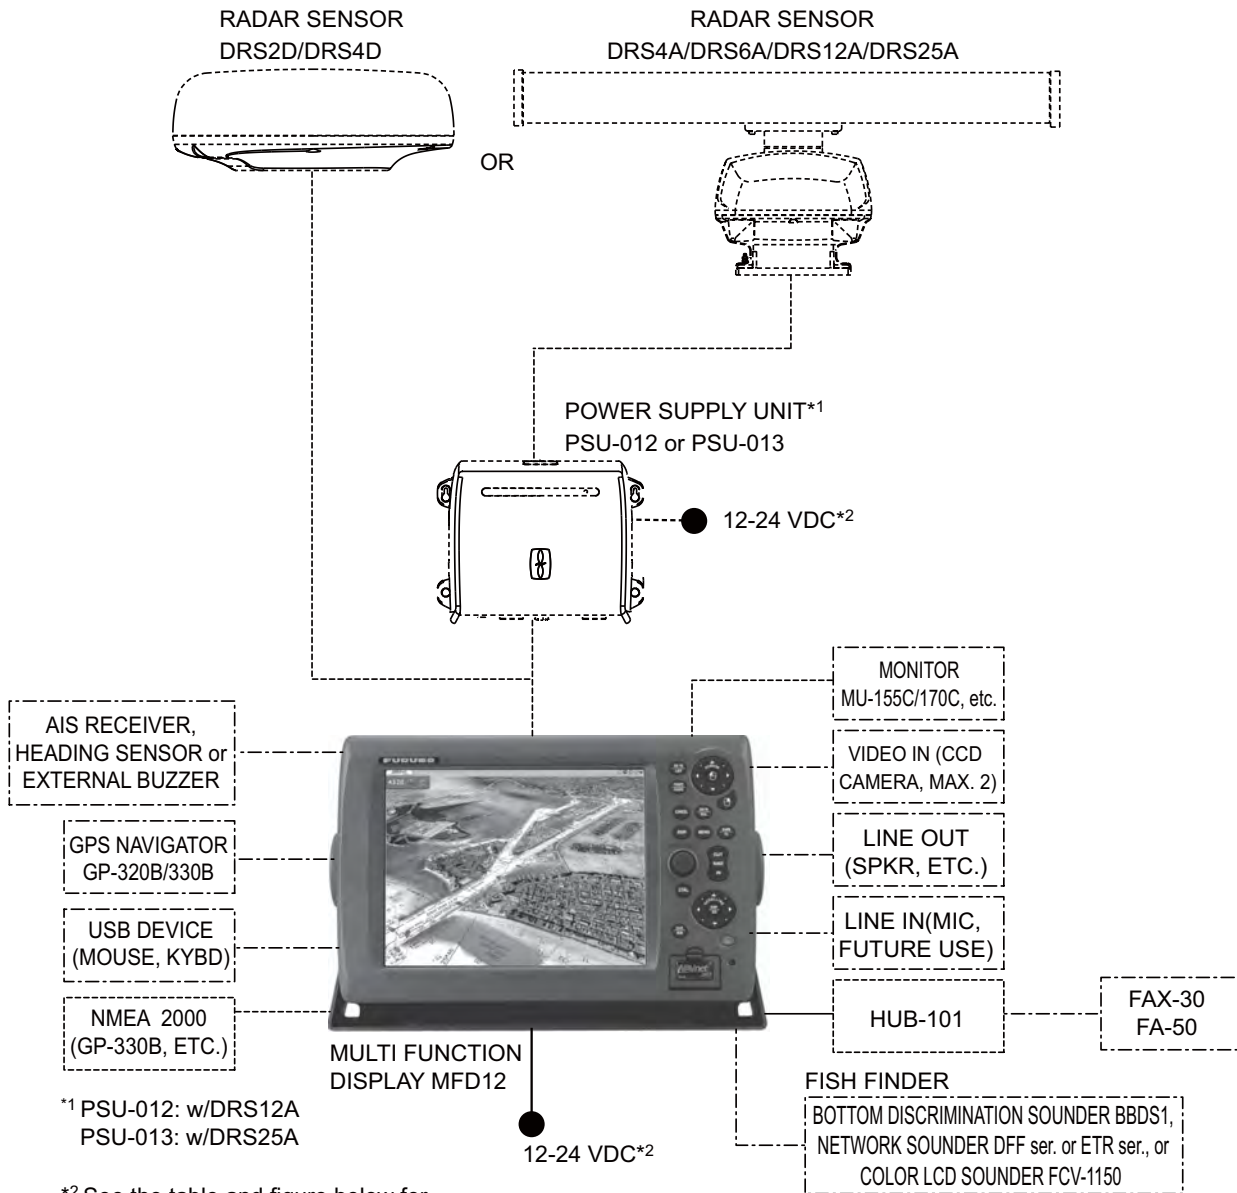 RADAR SENSOR
DRS2D/DRS4D
RADAR SENSOR
DRS4A/DRS6A/DRS12A/DRS25A
OR
POWER SUPPLY UNIT*1
PSU-012 or PSU-013
12-24 VDC*2
MONITOR
MU-155C/170C, etc.
AIS RECEIVER,
HEADING SENSOR or
EXTERNAL BUZZER
VIDEO IN (CCD
CAMERA, MAX. 2)
GPS NAVIGATOR
GP-320B/330B
LINE OUT
(SPKR, ETC.)
USB DEVICE
(MOUSE, KYBD)
LINE IN(MIC,
FUTURE USE)
NMEA 2000
(GP-330B, ETC.)
HUB-101
FAX-30
FA-50
FURUNO
MULTI FUNCTION
DISPLAY MFD12
12-24 VDC*2
FISH FINDER
BOTTOM DISCRIMINATION SOUNDER BBDS1,
NETWORK SOUNDER DFF ser. or ETR ser., or
COLOR LCD SOUNDER FCV-1150
*1 PSU-012: w/DRS12A
PSU-013: w/DRS25A
*2 See the table and figure below for